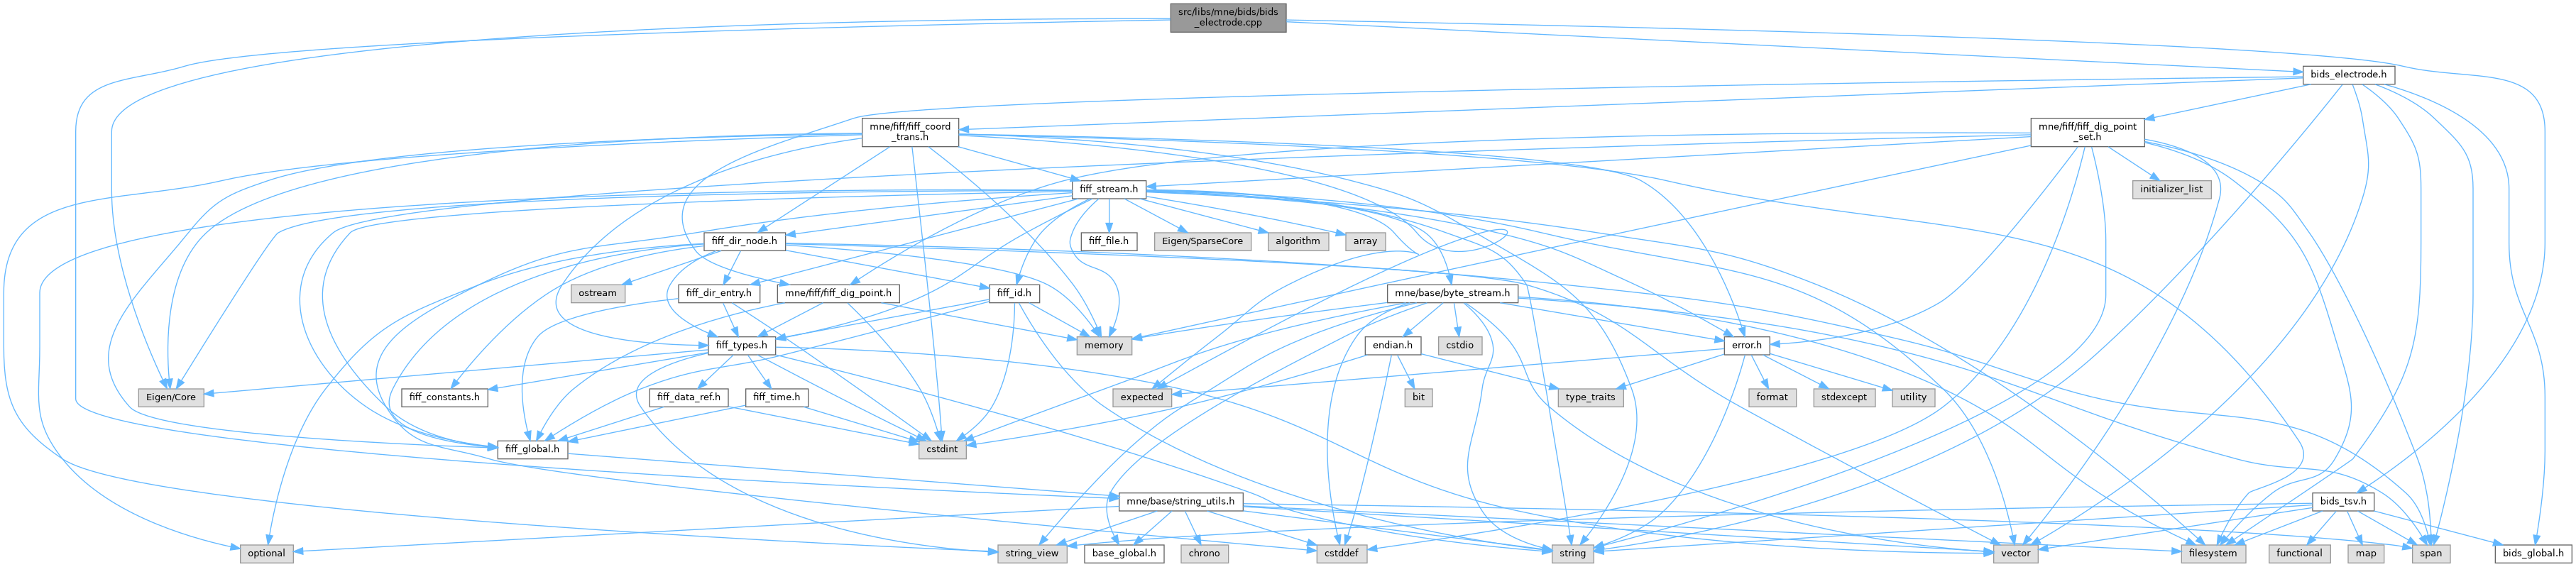 src/libs/mne/bids/bids
_electrode.cpp
bids_electrode.h
mne/fiff/fiff_coord
_trans.h
mne/fiff/fiff_dig_point
_set.h
fiff_stream.h
initializer_list
fiff_dir_node.h
fiff_file.h
Eigen/SparseCore
algorithm
array
ostream
fiff_dir_entry.h
mne/fiff/fiff_dig_point.h
fiff_id.h
mne/base/byte_stream.h
fiff_types.h
memory
endian.h
cstdio
error.h
Eigen/Core
fiff_constants.h
fiff_data_ref.h
fiff_time.h
expected
bit
type_traits
format
stdexcept
utility
fiff_global.h
cstdint
mne/base/string_utils.h
bids_tsv.h
optional
string_view
base_global.h
chrono
cstddef
string
vector
filesystem
functional
map
span
bids_global.h